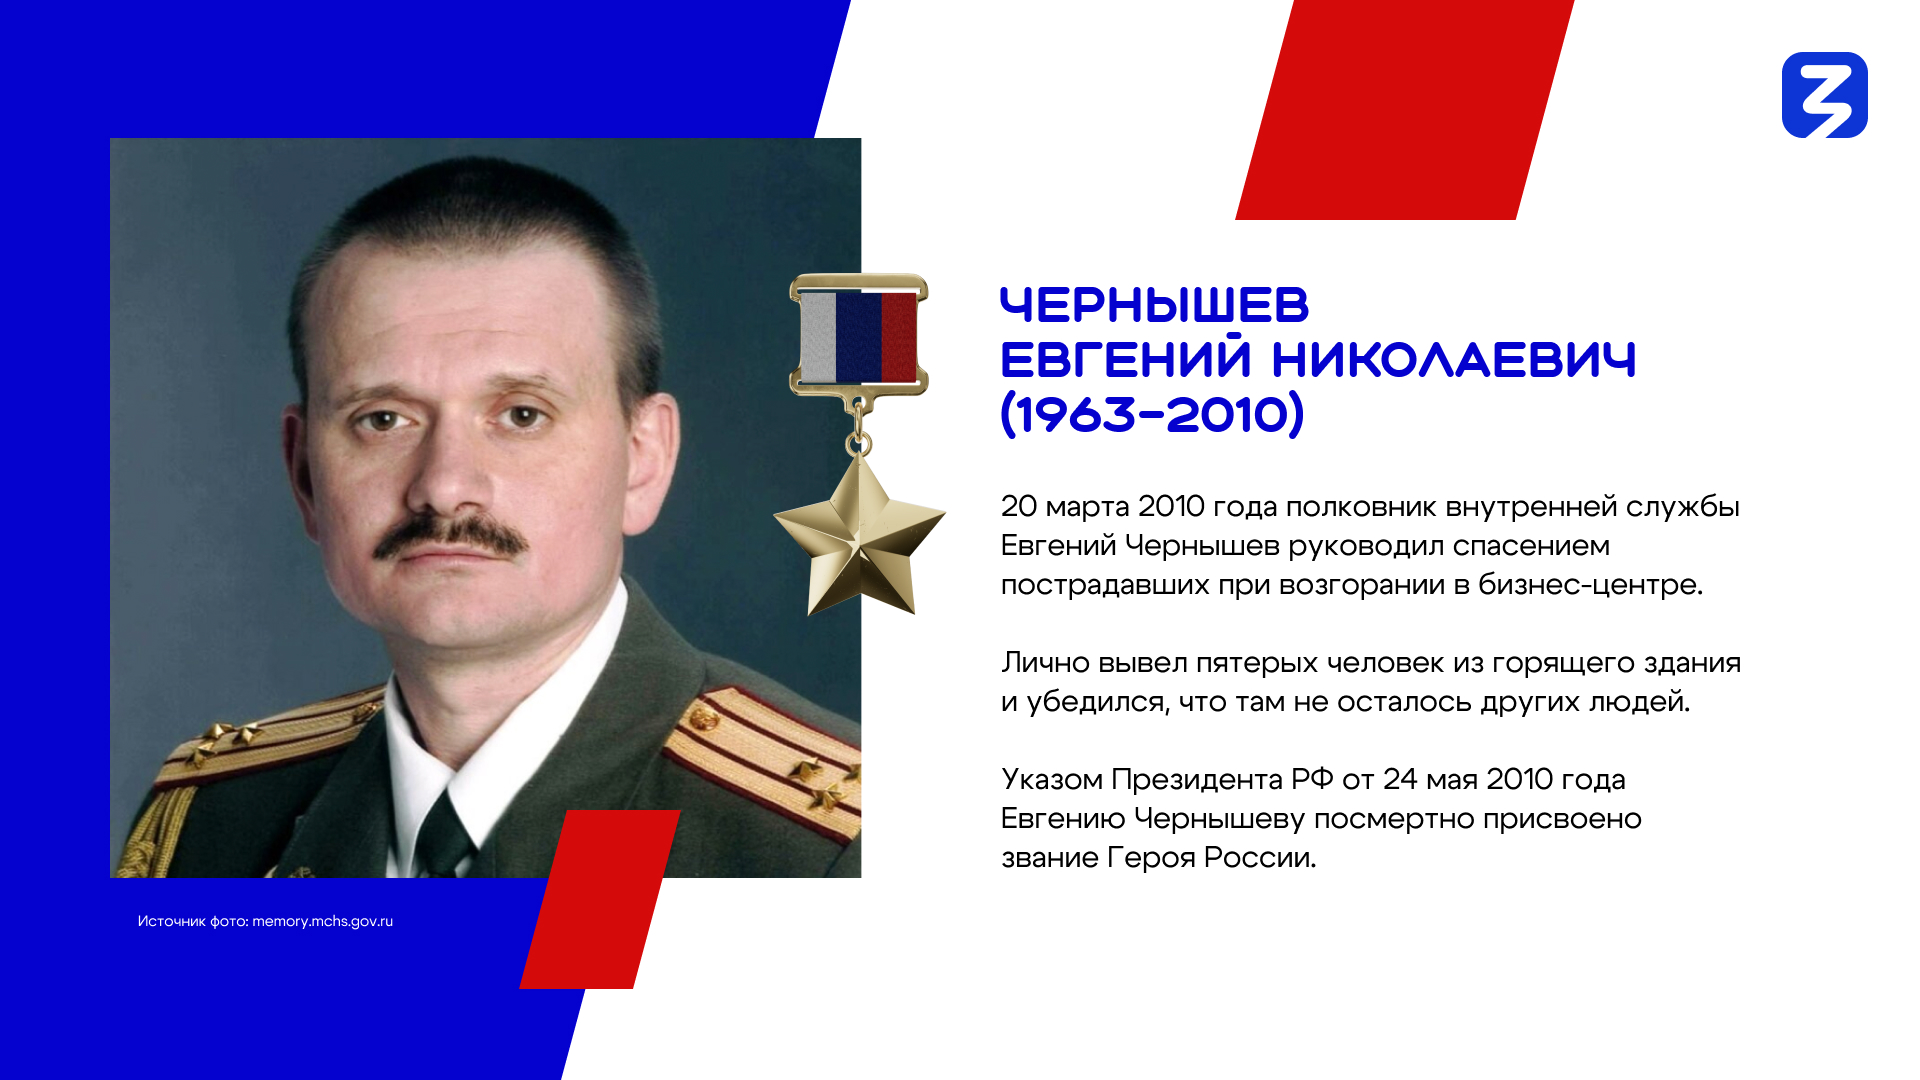 ЧЕРНЫШЕВ
ЕВГЕНИЙ НИКОЛАЕВИЧ
(1963–2010)
20 марта 2010 года полковник внутренней службы
Евгений Чернышев руководил спасением
пострадавших при возгорании в бизнес-центре.
Лично вывел пятерых человек из горящего здания
и убедился, что там не осталось других людей.
Указом Президента РФ от 24 мая 2010 года
Евгению Чернышеву посмертно присвоено
звание Героя России.
Источник фото: memory.mchs.gov.ru